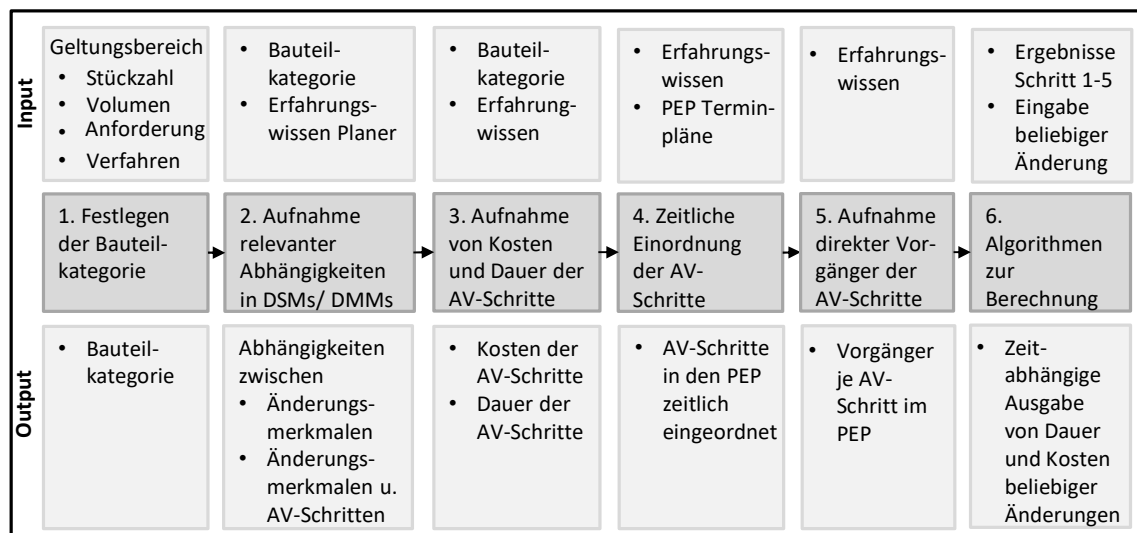 Input
Geltungsbereich
• Stückzahl
• Volumen
• Anforderung
• Verfahren
• Bauteil-
kategorie
• Erfahrungs-
wissen Planer
• Bauteil-
kategorie
• Erfahrung-
wissen
• Erfahrungs-
wissen
• PEP Termin-
pläne
• Erfahrungs-
wissen
• Ergebnisse
Schritt 1-5
• Eingabe
beliebiger
Änderung
1. Festlegen
der Bauteil-
kategorie
2. Aufnahme
relevanter
Abhängigkeiten
in DSMs/ DMMs
3. Aufnahme
von Kosten
und Dauer der
AV-Schritte
4. Zeitliche
Einordnung
der AV-
Schritte
5. Aufnahme
direkter Vor-
gänger der
AV-Schritte
6.
Algorithmen
zur
Berechnung
Output
• Bauteil-
kategorie
Abhängigkeiten
zwischen
• Änderungs-
merkmalen
• Änderungs-
merkmalen u.
AV-Schritten
• Kosten der
AV-Schritte
• Dauer der
AV-Schritte
• AV-Schritte
in den PEP
zeitlich
eingeordnet
• Vorgänger
je AV-
Schritt im
PEP
• Zeit-
abhängige
Ausgabe
von Dauer
und Kosten
beliebiger
Änderungen